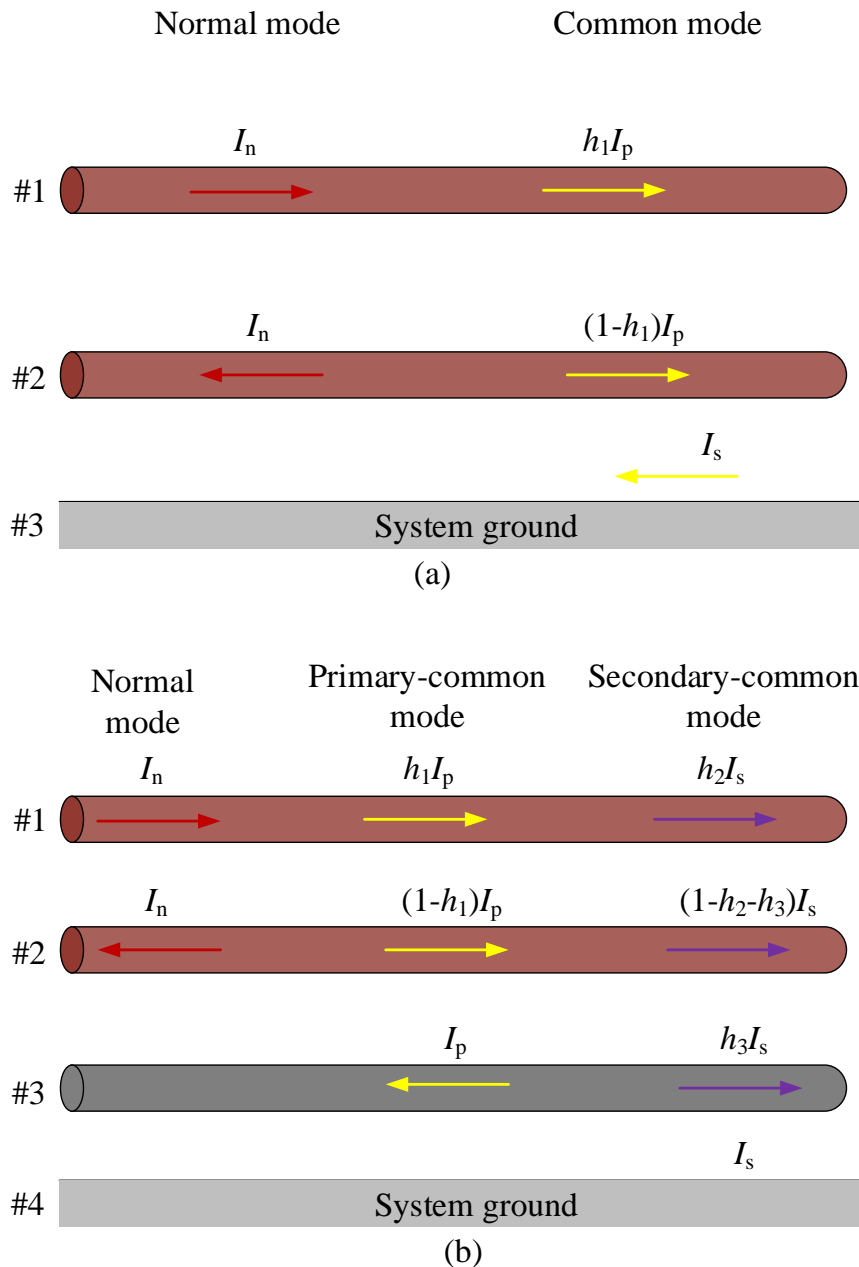 Normal mode Common mode
Iₙ h₁Iₚ
#1
Iₙ (1-h₁)Iₚ
#2
Iₛ
#3 System ground
(a)
Normal mode Primary-common mode Secondary-common mode
Iₙ h₁Iₚ h₂Iₛ
#1
Iₙ (1-h₁)Iₚ (1-h₂-h₃)Iₛ
#2
Iₚ h₃Iₛ
#3
Iₛ
#4 System ground
(b)